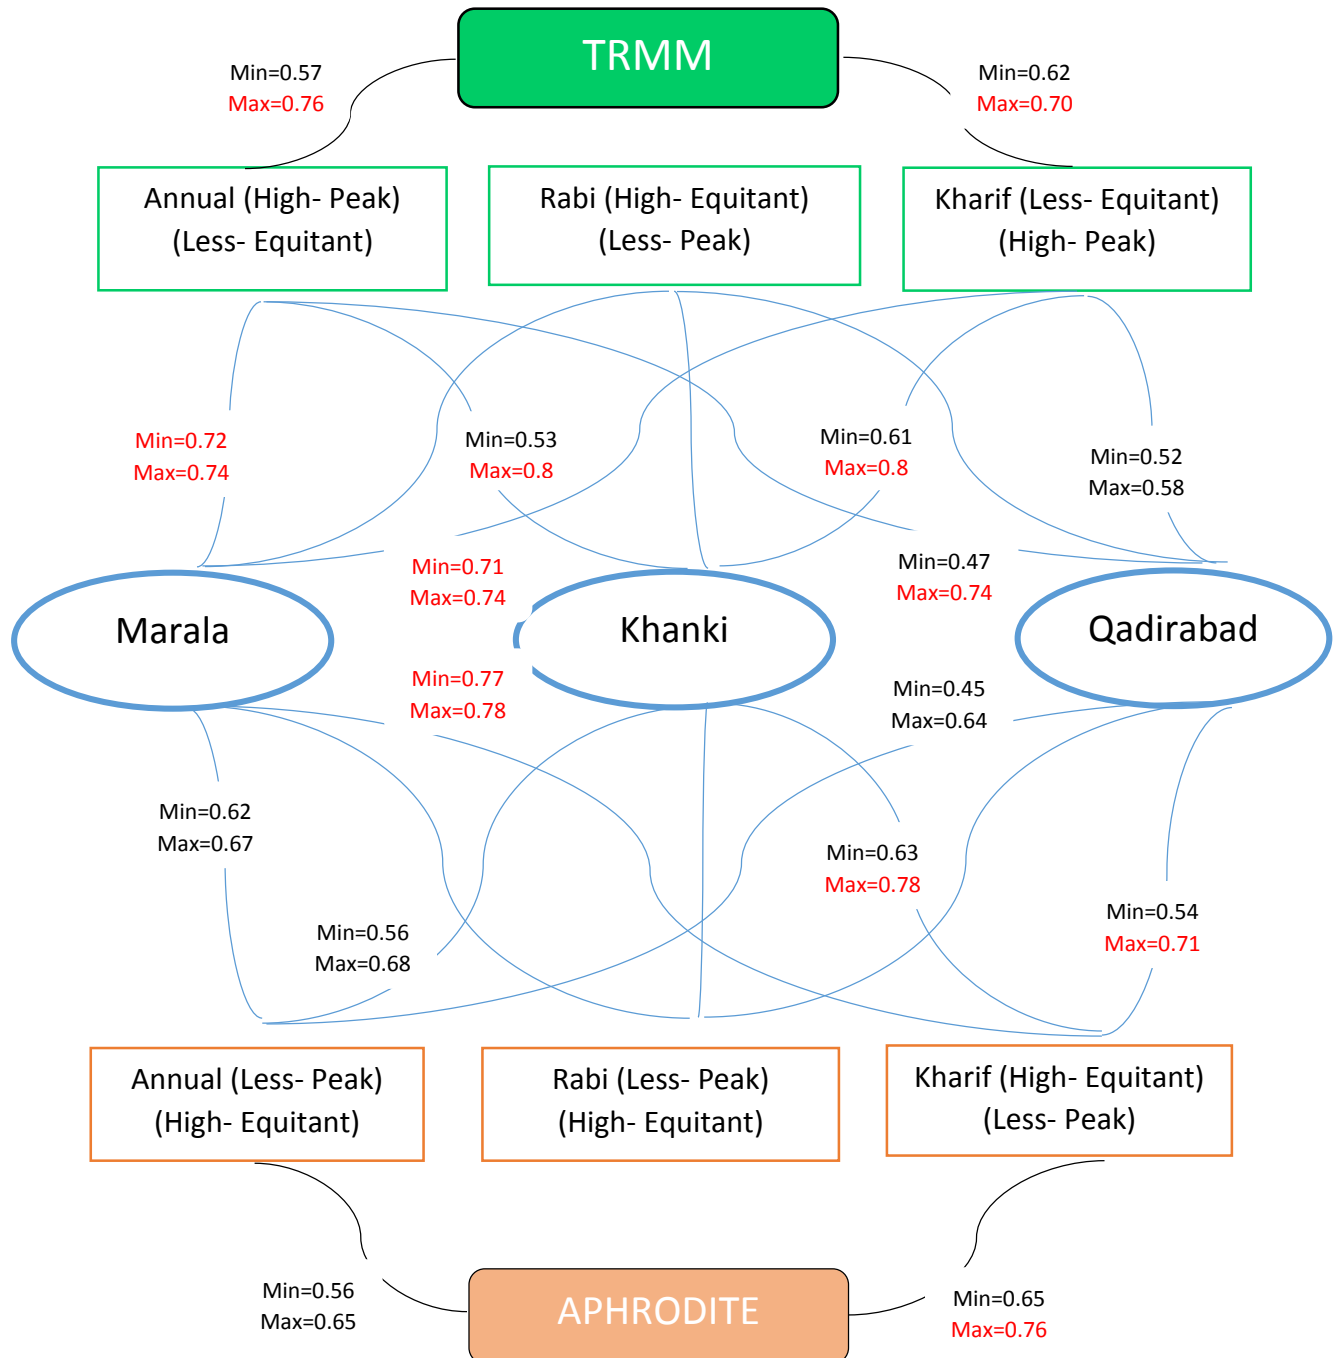 TRMM
Min=0.57
Max=0.76
Min=0.62
Max=0.70
Annual (High- Peak)
(Less- Equitant)
Rabi (High- Equitant)
(Less- Peak)
Kharif (Less- Equitant)
(High- Peak)
Min=0.72
Max=0.74
Min=0.53
Max=0.8
Min=0.61
Max=0.8
Min=0.52
Max=0.58
Min=0.71
Max=0.74
Min=0.47
Max=0.74
Marala
Khanki
Qadirabad
Min=0.77
Max=0.78
Min=0.45
Max=0.64
Min=0.62
Max=0.67
Min=0.63
Max=0.78
Min=0.54
Max=0.71
Min=0.56
Max=0.68
Annual (Less- Peak)
(High- Equitant)
Rabi (Less- Peak)
(High- Equitant)
Kharif (High- Equitant)
(Less- Peak)
Min=0.56
Max=0.65
APHRODITE
Min=0.65
Max=0.76